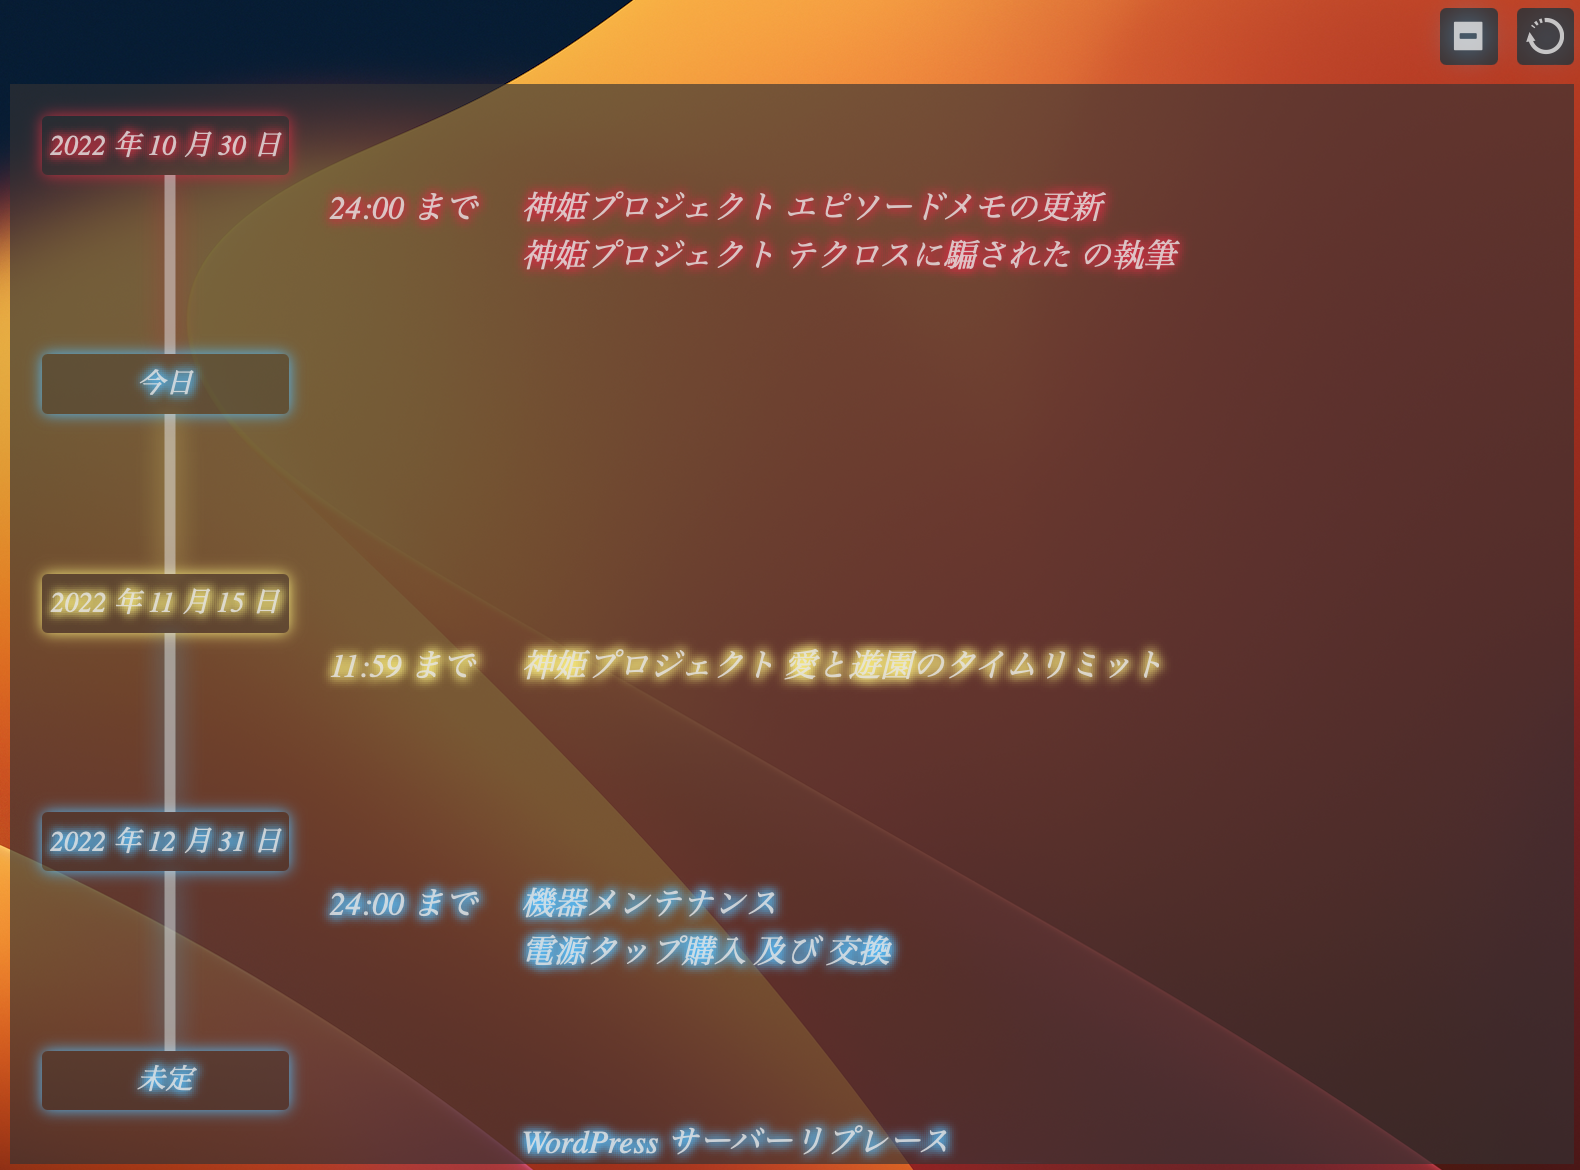 2022 年 10 月 30 日
24:00 まで 神姫プロジェクト エピソードメモの更新
神姫プロジェクト テクロスに騙された の執筆
今日
2022 年 11 月 15 日
11:59 まで 神姫プロジェクト 愛と遊園のタイムリミット
2022 年 12 月 31 日
24:00 まで 機器メンテナンス
電源タップ購入 及び 交換
未定
WordPress サーバーリプレース